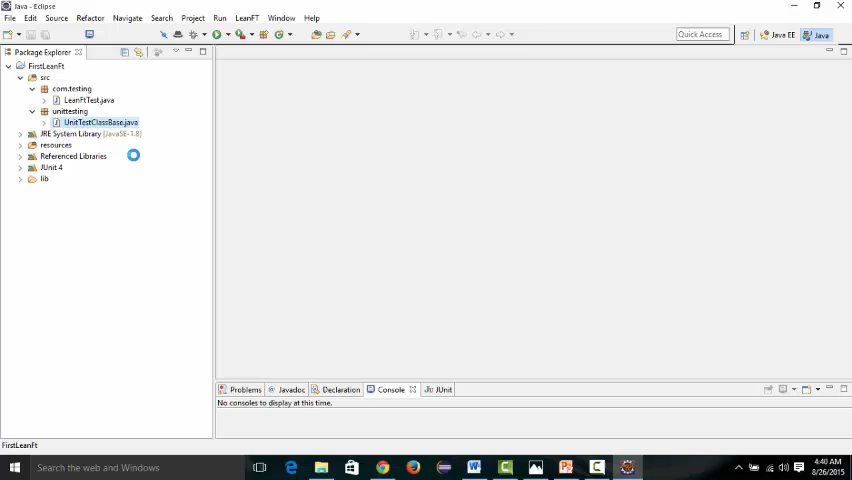 Java - Eclipse
File Edit Source Refactor Navigate Search Project Run LeanFT Window Help
Quick Access
Java EE
Java
Package Explorer
FirstLeanFt
src
com.testing
LeanFtTest.java
unittesting
UnitTestClassBase.java
JRE System Library [JavaSE-1.8]
resources
Referenced Libraries
JUnit 4
lib
Problems @ Javadoc Declaration Console JUnit
No consoles to display at this time.
FirstLeanFt
Search the web and Windows
4:40 AM
8/26/2015